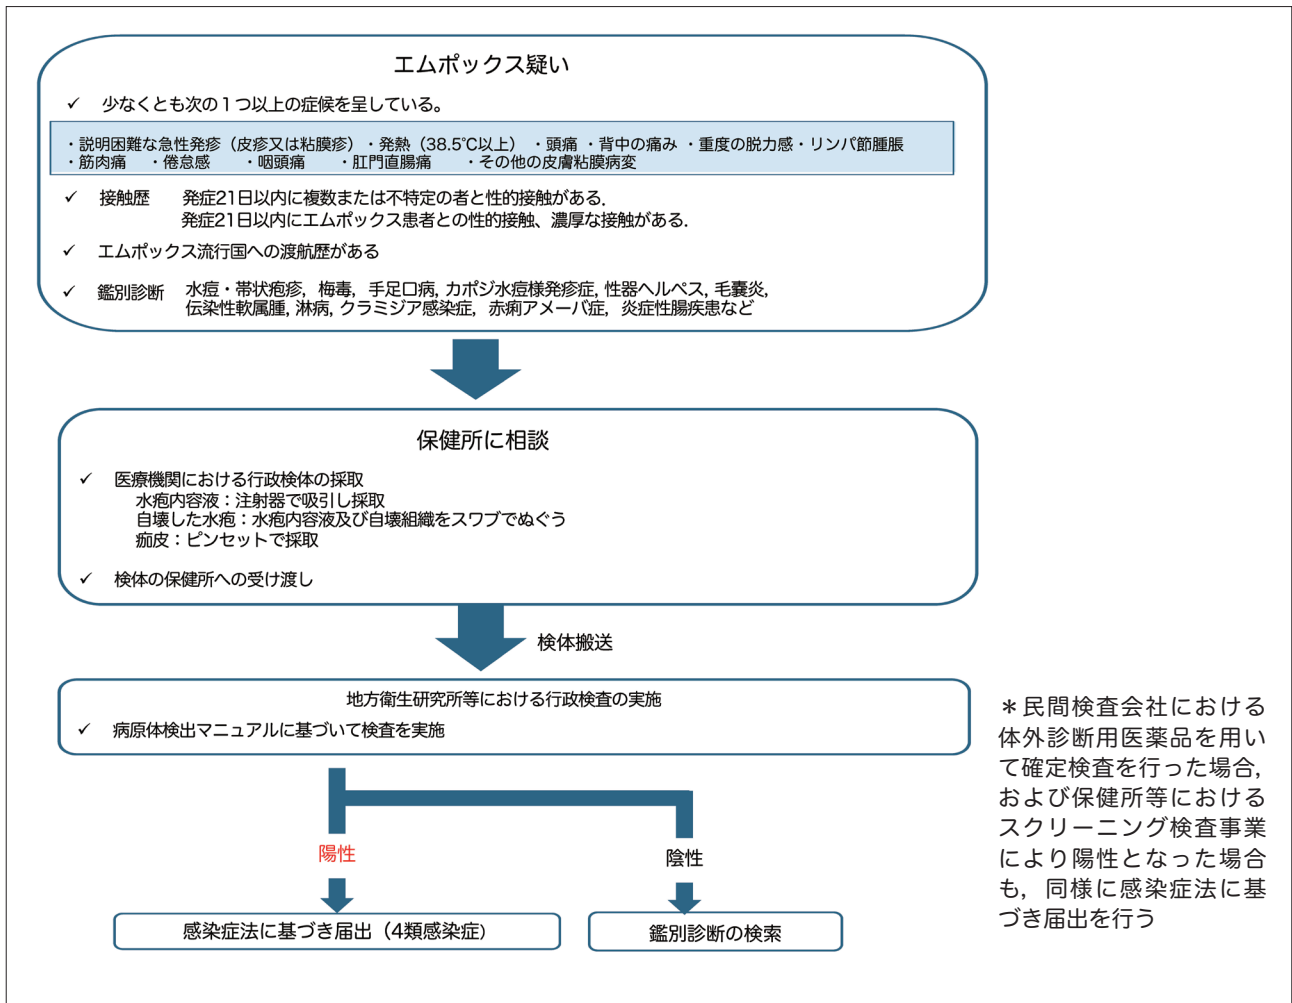 エムポックス疑い
✓ 少なくとも次の1つ以上の症候を呈している。
・説明困難な急性発疹（皮疹又は粘膜疹）・発熱（38.5℃以上） ・頭痛 ・背中の痛み ・重度の脱力感・リンパ節腫脹
・筋肉痛 ・倦怠感 ・咽頭痛 ・肛門直腸痛 ・その他の皮膚粘膜病変
✓ 接触歴 発症21日以内に複数または不特定の者と性的接触がある.
発症21日以内にエムポックス患者との性的接触、濃厚な接触がある.
✓ エムポックス流行国への渡航歴がある
✓ 鑑別診断 水痘・帯状疱疹, 梅毒, 手足口病, カポジ水痘様発疹症, 性器ヘルペス, 毛嚢炎,
伝染性軟属腫, 淋病, クラミジア感染症, 赤痢アメーバ症, 炎症性腸疾患など
保健所に相談
✓ 医療機関における行政検体の採取
水疱内容液：注射器で吸引し採取
自壊した水疱：水疱内容液及び自壊組織をスワブでぬぐう
痂皮：ピンセットで採取
✓ 検体の保健所への受け渡し
検体搬送
地方衛生研究所等における行政検査の実施
✓ 病原体検出マニュアルに基づいて検査を実施
陽性
陰性
感染症法に基づき届出（4類感染症）
鑑別診断の検索
＊民間検査会社における
体外診断用医薬品を用い
て確定検査を行った場合,
および保健所等における
スクリーニング検査事業
により陽性となった場合
も，同様に感染症法に基
づき届出を行う